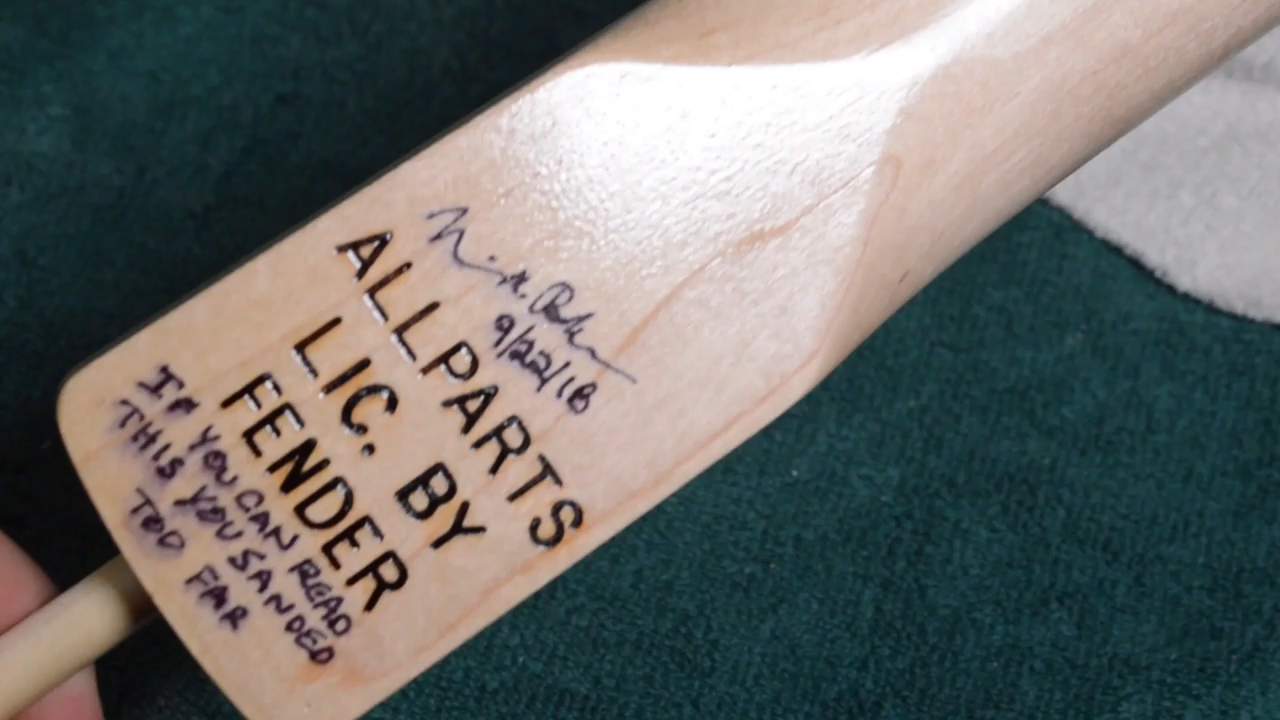 9/22/18
ALLPARTS
LIC. BY
FENDER
IF YOU CAN READ
THIS YOU SANDED
TOO FAR